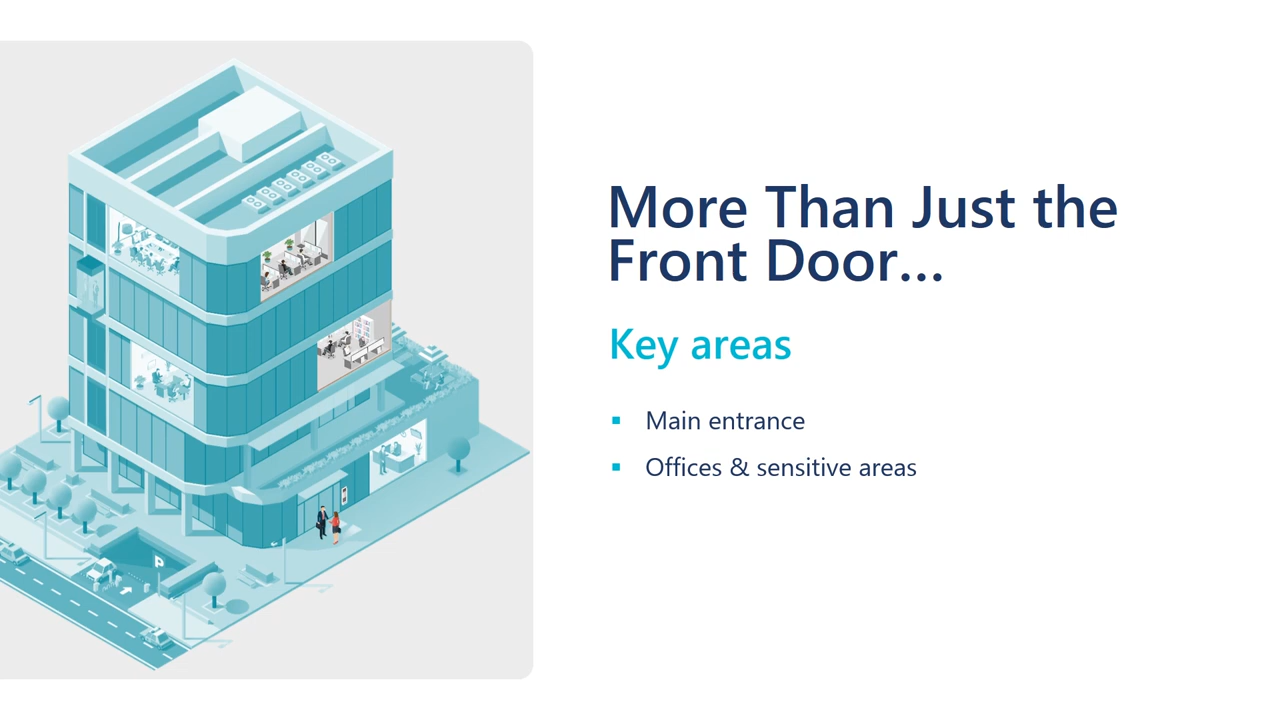 More Than Just the
Front Door...
Key areas
▪ Main entrance
▪ Offices & sensitive areas
P